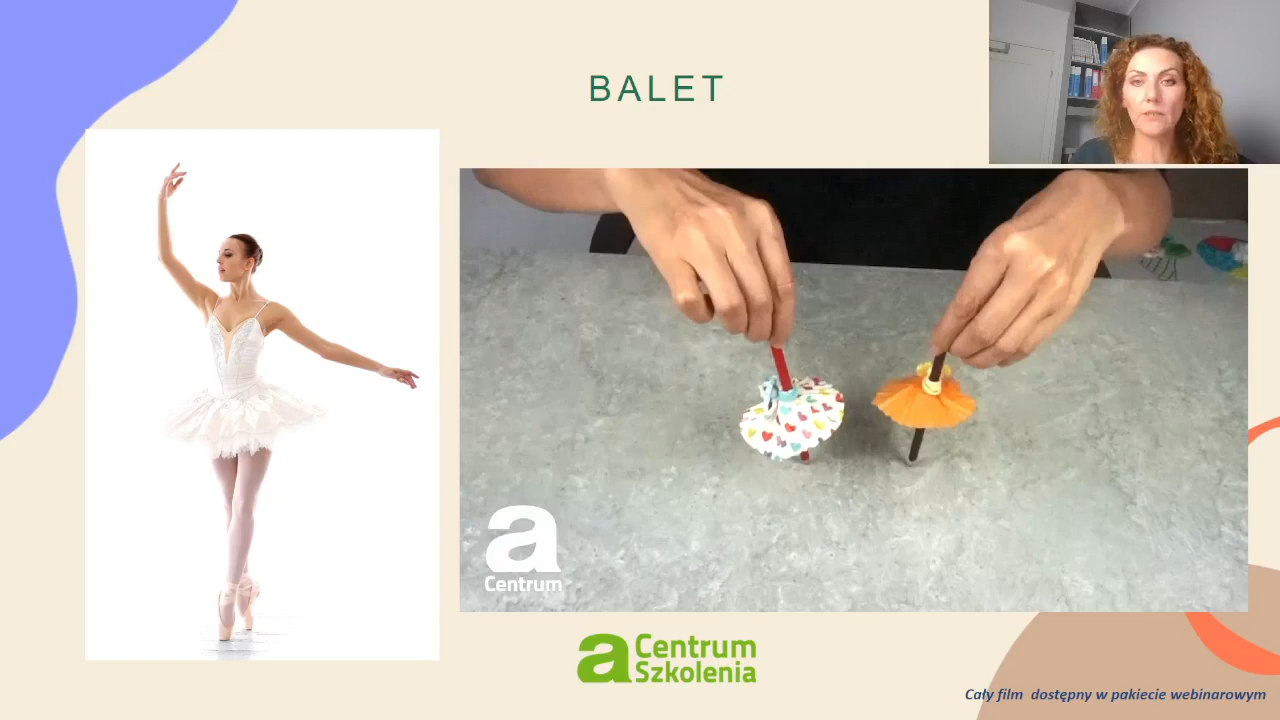 BALET
a
Centrum
a Centrum
Szkolenia
Cały film dostępny w pakiecie webinarowym